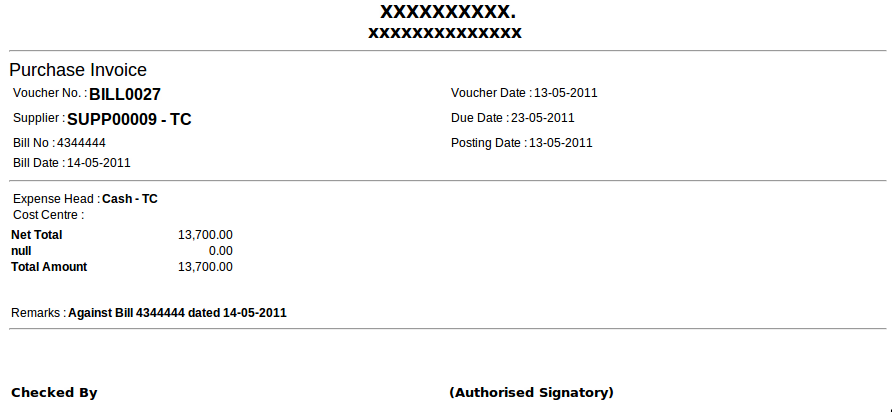 XXXXXXXXXX.
xxxxxxxxxxxxxx
Purchase Invoice
Voucher No. : BILL0027 Voucher Date : 13-05-2011
Supplier : SUPP00009 - TC Due Date : 23-05-2011
Bill No : 4344444 Posting Date : 13-05-2011
Bill Date : 14-05-2011
Expense Head : Cash - TC
Cost Centre :
Net Total 13,700.00
null 0.00
Total Amount 13,700.00
Remarks : Against Bill 4344444 dated 14-05-2011
Checked By (Authorised Signatory)